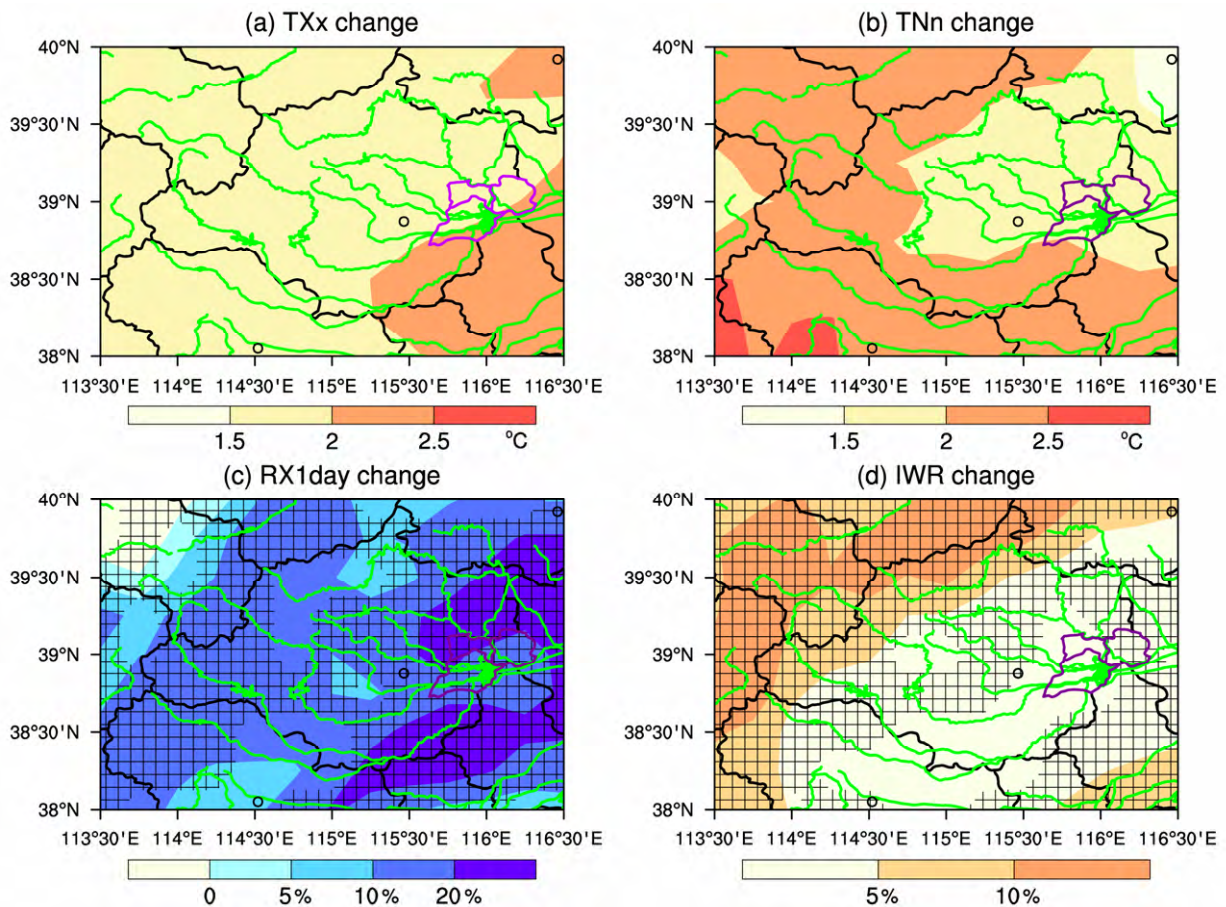 (a) TXx change
40°N
39°30'N
39°N
38°30'N
38°N
113°30'E 114°E 114°30'E 115°E 115°30'E 116°E 116°30'E
1.5 2 2.5 °C
(b) TNn change
40°N
39°30'N
39°N
38°30'N
38°N
113°30'E 114°E 114°30'E 115°E 115°30'E 116°E 116°30'E
1.5 2 2.5 °C
(c) RX1day change
40°N
39°30'N
39°N
38°30'N
38°N
113°30'E 114°E 114°30'E 115°E 115°30'E 116°E 116°30'E
0 5% 10% 20%
(d) IWR change
40°N
39°30'N
39°N
38°30'N
38°N
113°30'E 114°E 114°30'E 115°E 115°30'E 116°E 116°30'E
5% 10%